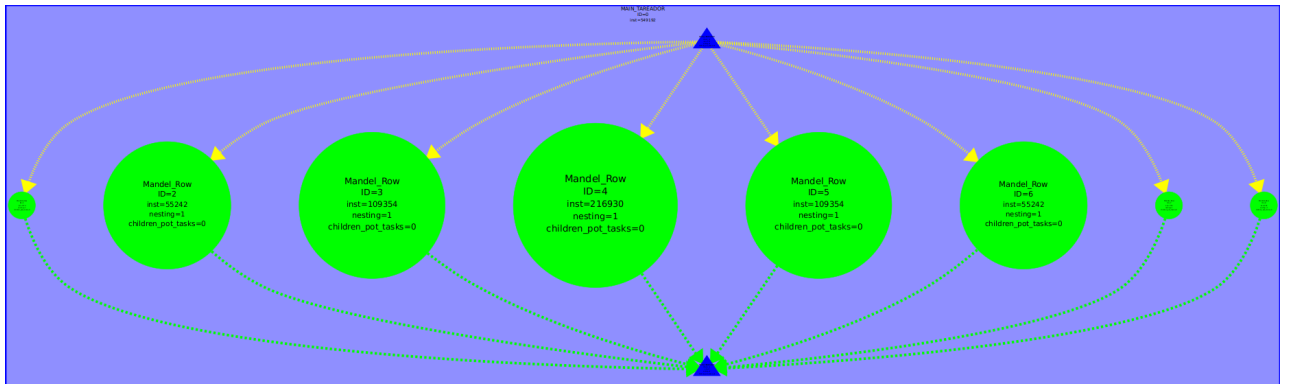 MAIN_TAREADOR
ID=0
Mandel_Row
ID=2
inst=55242
nesting=1
children_pot_tasks=0
Mandel_Row
ID=3
inst=109354
nesting=1
children_pot_tasks=0
Mandel_Row
ID=4
inst=216930
nesting=1
children_pot_tasks=0
Mandel_Row
ID=5
inst=109354
nesting=1
children_pot_tasks=0
Mandel_Row
ID=6
inst=55242
nesting=1
children_pot_tasks=0